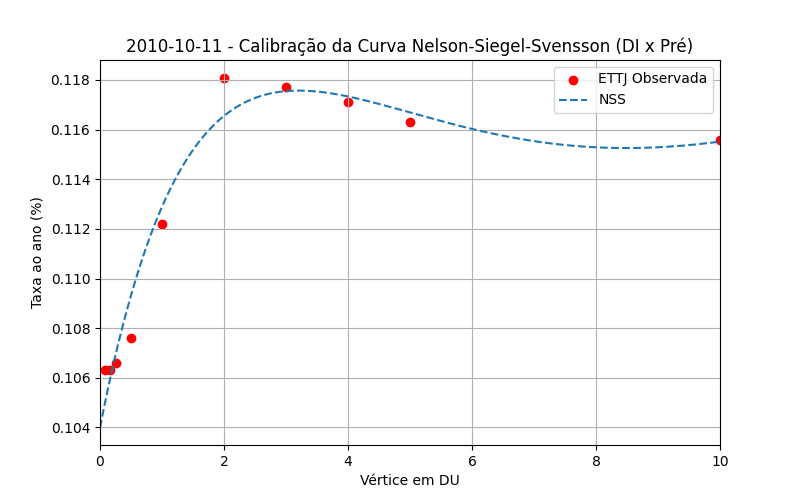 2010-10-11 - Calibração da Curva Nelson-Siegel-Svensson (DI x Pré)
ETTJ Observada
NSS
Taxa ao ano (%)
0.118
0.116
0.114
0.112
0.110
0.108
0.106
0.104
0 2 4 6 8 10
Vértice em DU